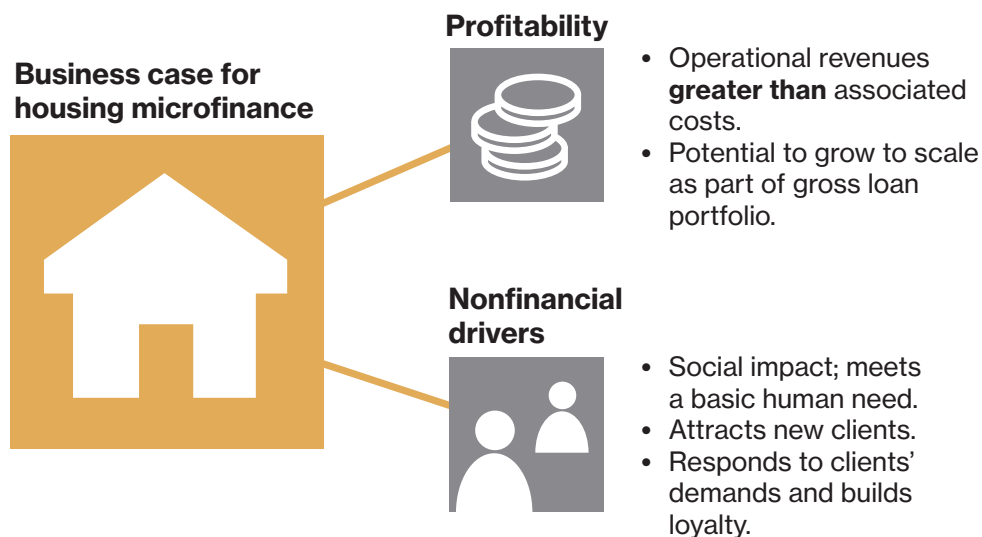 Business case for
housing microfinance
Profitability
• Operational revenues
greater than associated
costs.
• Potential to grow to scale
as part of gross loan
portfolio.
Nonfinancial
drivers
• Social impact; meets
a basic human need.
• Attracts new clients.
• Responds to clients’
demands and builds
loyalty.